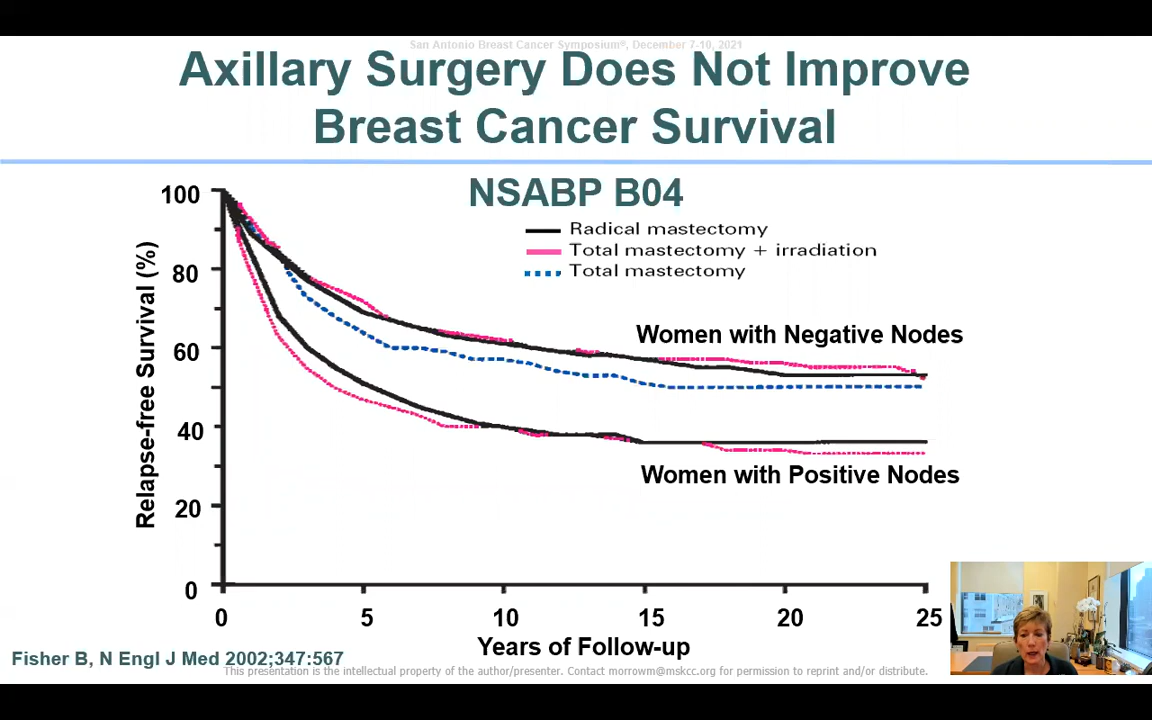 San Antonio Breast Cancer Symposium®, December 7-10, 2021
Axillary Surgery Does Not Improve
Breast Cancer Survival
NSABP B04
Radical mastectomy
Total mastectomy + irradiation
Total mastectomy
Relapse-free Survival (%)
100
80
60
40
20
0
Women with Negative Nodes
Women with Positive Nodes
0 5 10 15 20 25
Years of Follow-up
Fisher B, N Engl J Med 2002;347:567
This presentation is the intellectual property of the author/presenter. Contact morrowm@mskcc.org for permission to reprint and/or distribute.